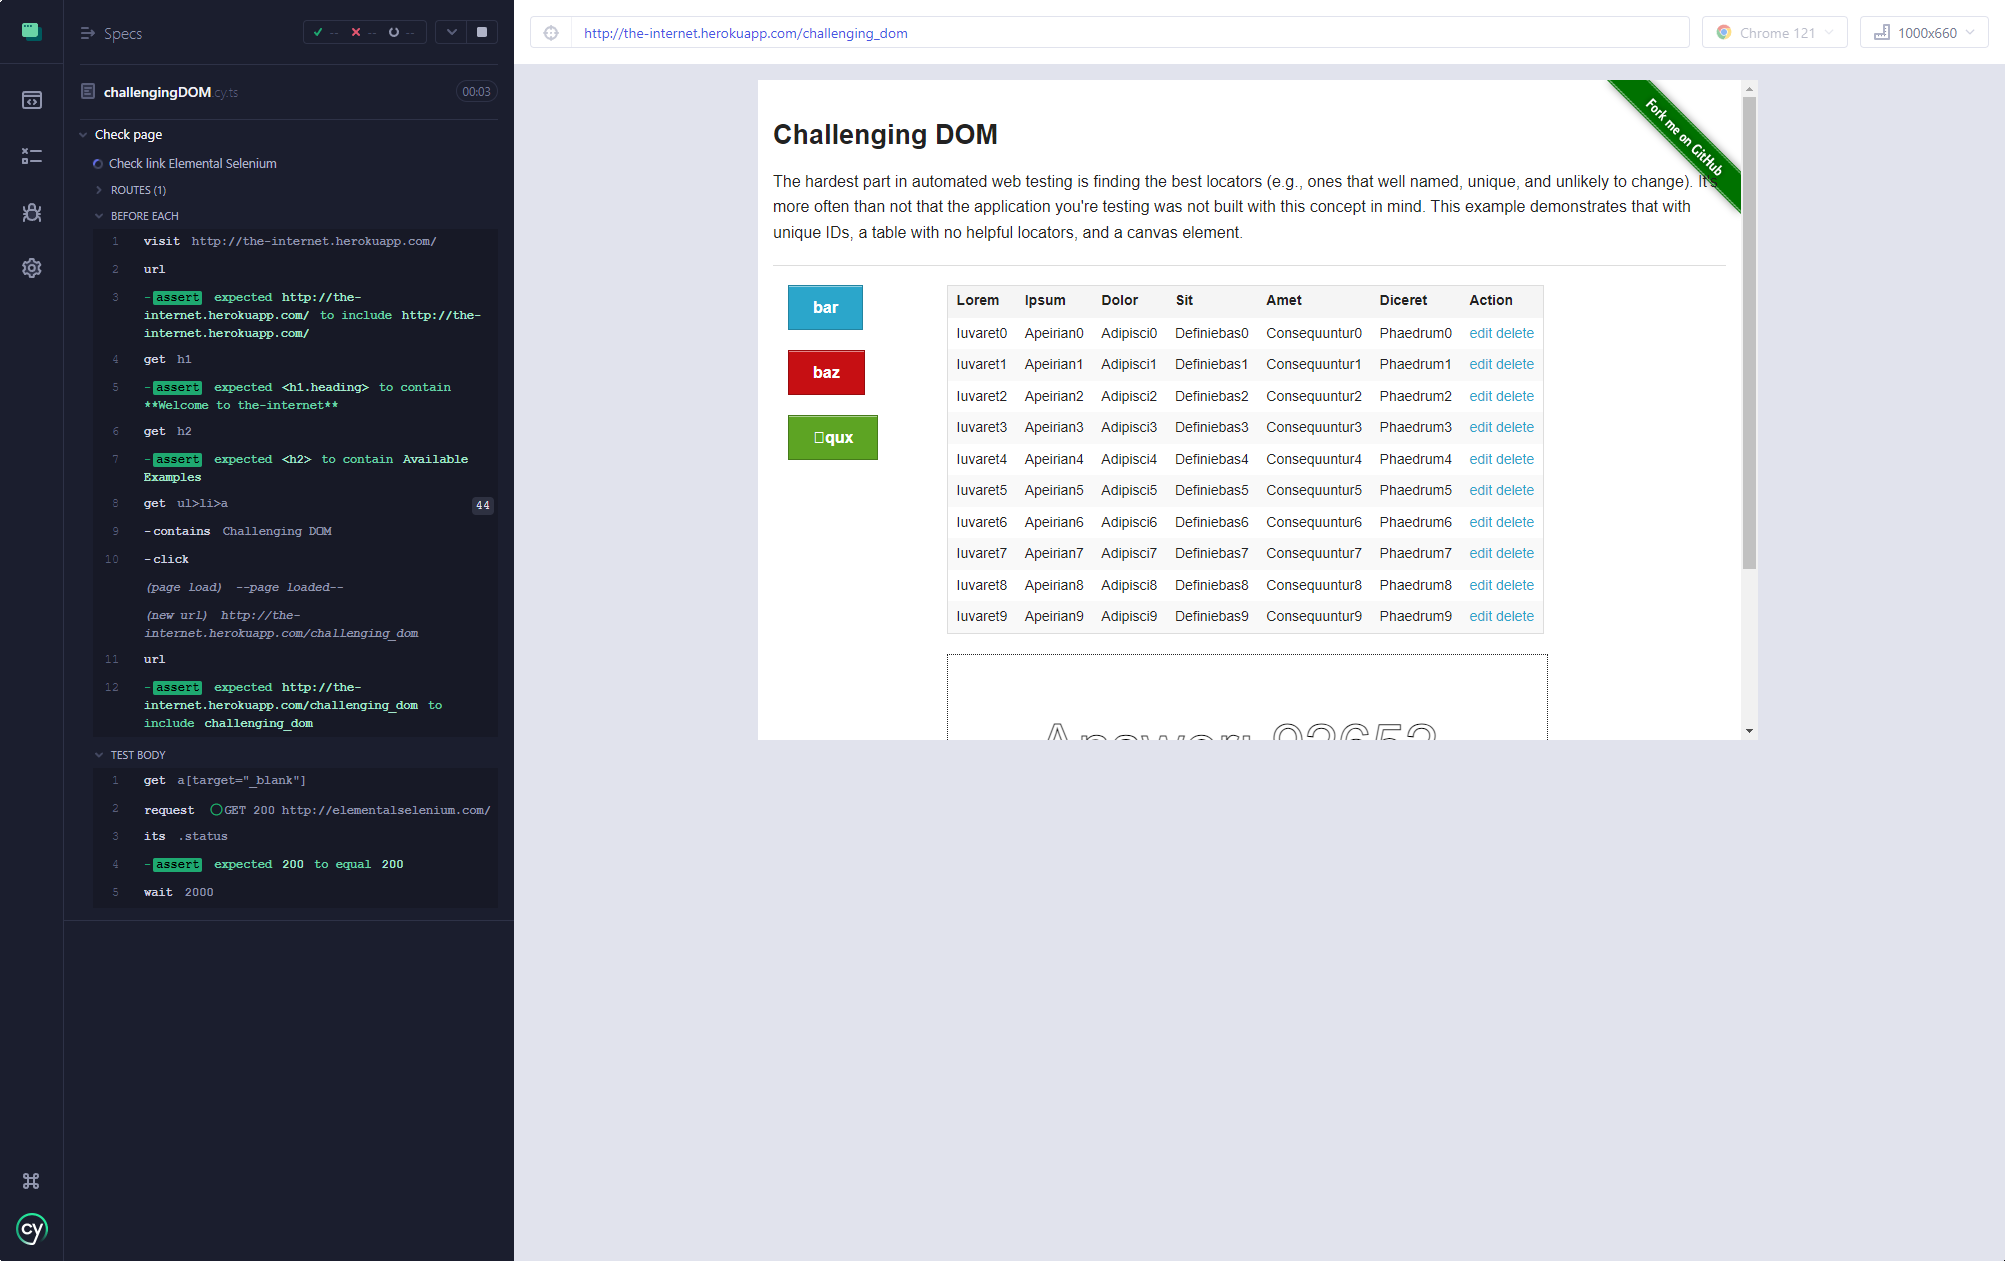 Specs
-- -- --
challengingDOM.cy.ts
00:03
Check page
Check link Elemental Selenium
ROUTES (1)
BEFORE EACH
1 visit http://the-internet.herokuapp.com/
2 url
3 -assert expected http://the-
internet.herokuapp.com/ to include http://the-
internet.herokuapp.com/
4 get h1
5 -assert expected <h1.heading> to contain
**Welcome to the-internet**
6 get h2
7 -assert expected <h2> to contain Available
Examples
8 get ul>li>a 44
9 -contains Challenging DOM
10 -click
(page load) --page loaded--
(new url) http://the-
internet.herokuapp.com/challenging_dom
11 url
12 -assert expected http://the-
internet.herokuapp.com/challenging_dom to
include challenging_dom
TEST BODY
1 get a[target="_blank"]
2 request GET 200 http://elementalselenium.com/
3 its .status
4 -assert expected 200 to equal 200
5 wait 2000
cy
http://the-internet.herokuapp.com/challenging_dom
Chrome 121
1000x660
Fork me on GitHub
Challenging DOM
The hardest part in automated web testing is finding the best locators (e.g., ones that well named, unique, and unlikely to change). It's
more often than not that the application you're testing was not built with this concept in mind. This example demonstrates that with
unique IDs, a table with no helpful locators, and a canvas element.
bar
baz
qux
Lorem Ipsum Dolor Sit Amet Diceret Action
Iuvaret0 Apeirian0 Adipisci0 Definiebas0 Consequuntur0 Phaedrum0 edit delete
Iuvaret1 Apeirian1 Adipisci1 Definiebas1 Consequuntur1 Phaedrum1 edit delete
Iuvaret2 Apeirian2 Adipisci2 Definiebas2 Consequuntur2 Phaedrum2 edit delete
Iuvaret3 Apeirian3 Adipisci3 Definiebas3 Consequuntur3 Phaedrum3 edit delete
Iuvaret4 Apeirian4 Adipisci4 Definiebas4 Consequuntur4 Phaedrum4 edit delete
Iuvaret5 Apeirian5 Adipisci5 Definiebas5 Consequuntur5 Phaedrum5 edit delete
Iuvaret6 Apeirian6 Adipisci6 Definiebas6 Consequuntur6 Phaedrum6 edit delete
Iuvaret7 Apeirian7 Adipisci7 Definiebas7 Consequuntur7 Phaedrum7 edit delete
Iuvaret8 Apeirian8 Adipisci8 Definiebas8 Consequuntur8 Phaedrum8 edit delete
Iuvaret9 Apeirian9 Adipisci9 Definiebas9 Consequuntur9 Phaedrum9 edit delete
Answer: